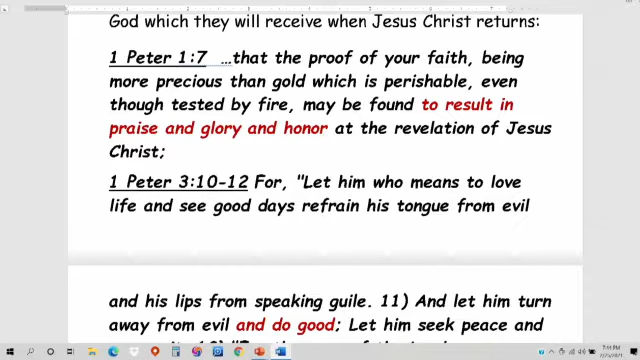 God which they will receive when Jesus Christ returns:
1 Peter 1:7 …that the proof of your faith, being
more precious than gold which is perishable, even
though tested by fire, may be found to result in
praise and glory and honor at the revelation of Jesus
Christ;
1 Peter 3:10-12 For, "Let him who means to love
life and see good days refrain his tongue from evil
and his lips from speaking guile. 11) And let him turn
away from evil and do good; Let him seek peace and